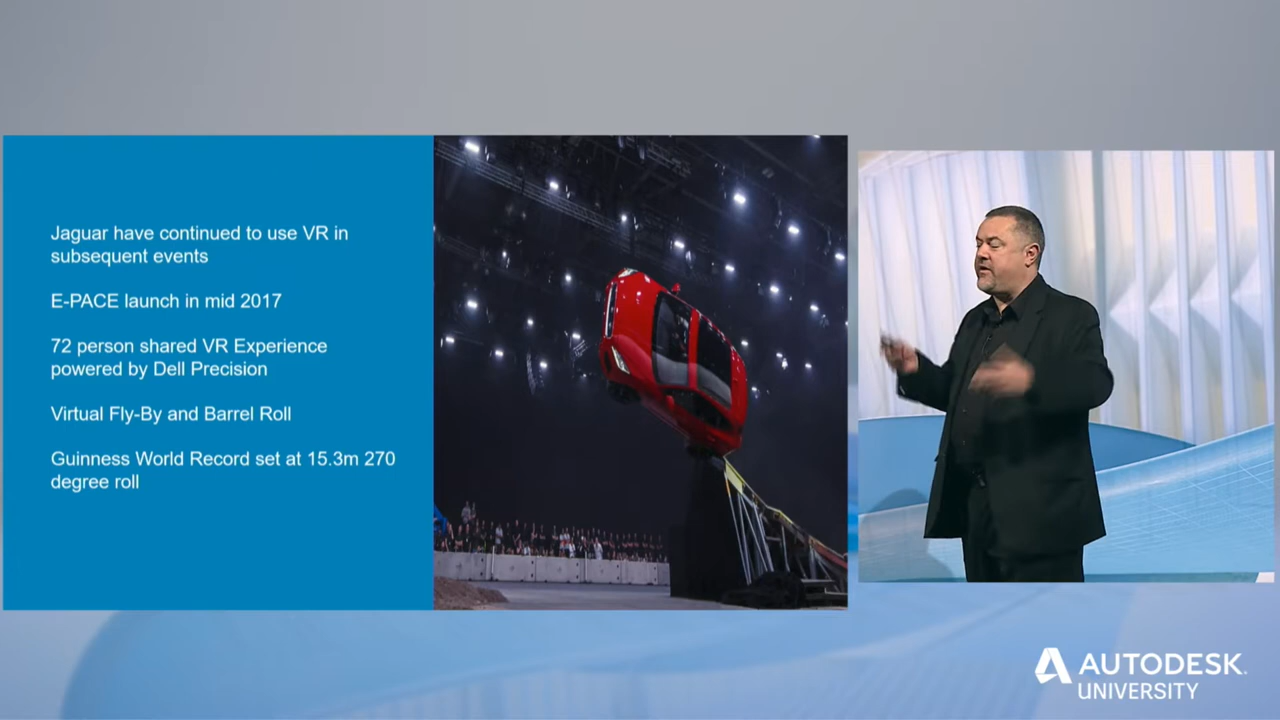 Jaguar have continued to use VR in
subsequent events
E-PACE launch in mid 2017
72 person shared VR Experience
powered by Dell Precision
Virtual Fly-By and Barrel Roll
Guinness World Record set at 15.3m 270
degree roll
AUTODESK.
UNIVERSITY